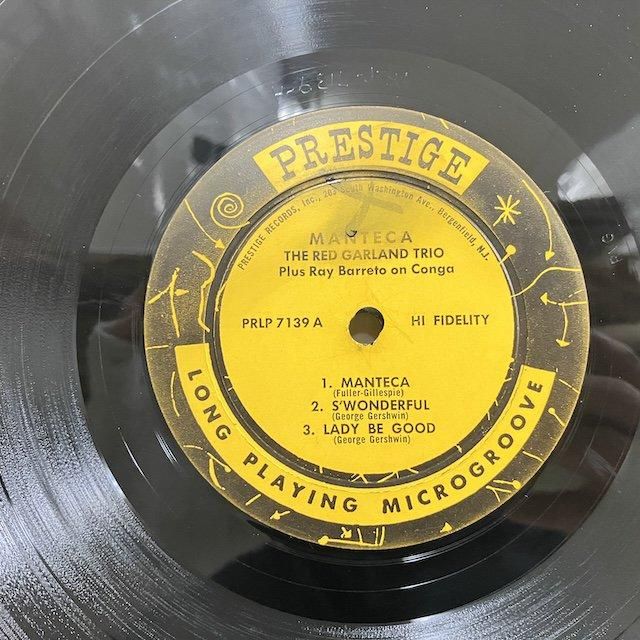 PRESTIGE
PRESTIGE RECORDS, Inc., 203 South Washington Ave., Bergenfield, N.J.
MANTECA
THE RED GARLAND TRIO
Plus Ray Barreto on Conga
PRLP 7139 A HI FIDELITY
1. MANTECA
(Fuller-Gillespie)
2. S'WONDERFUL
(George Gershwin)
3. LADY BE GOOD
(George Gershwin)
LONG PLAYING MICROGROOVE